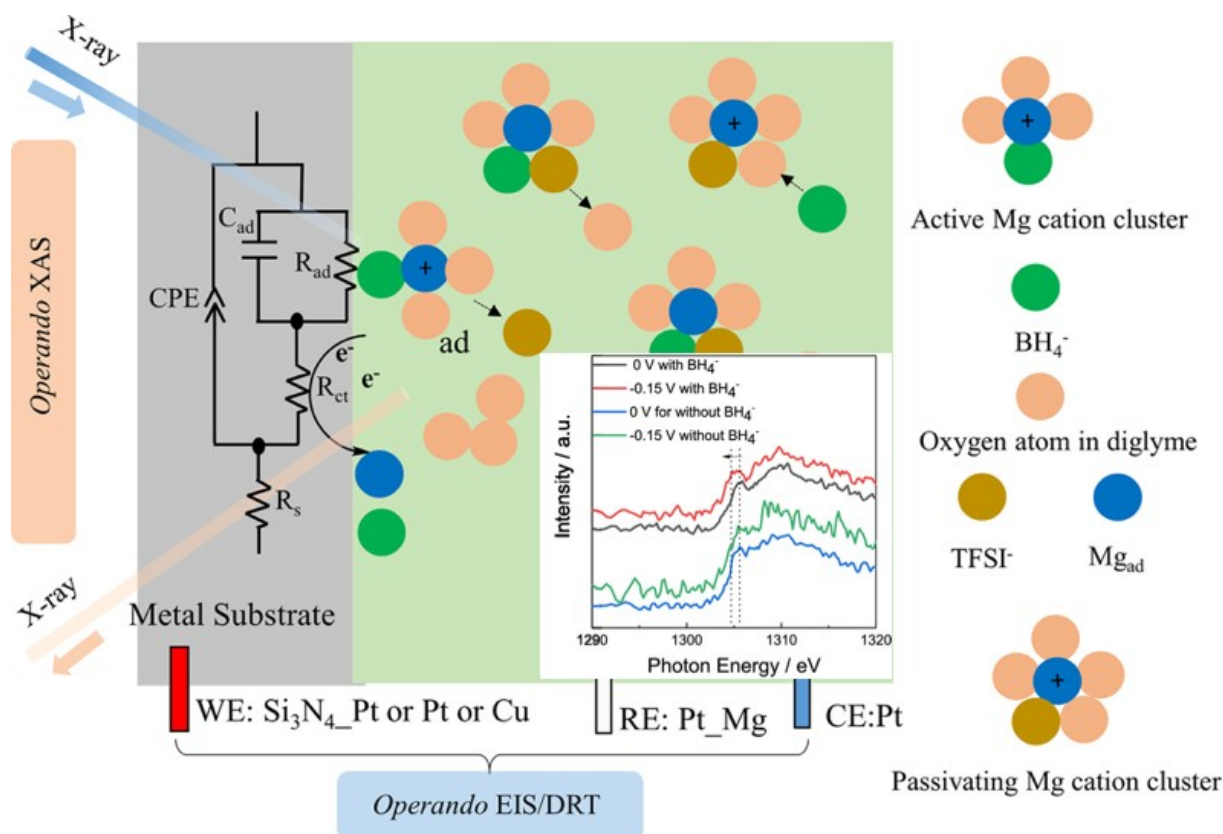 X-ray
Operando XAS
X-ray
C_ad
R_ad
CPE
R_ct
R_s
e⁻
e⁻
ad
+
+
Metal Substrate
0 V with BH₄⁻
-0.15 V with BH₄⁻
0 V for without BH₄⁻
-0.15 V without BH₄⁻
Intensity / a.u.
1290 1300 1310 1320
Photon Energy / eV
WE: Si₃N₄_Pt or Pt or Cu
RE: Pt_Mg
CE:Pt
Operando EIS/DRT
+
Active Mg cation cluster
BH₄⁻
Oxygen atom in diglyme
TFSI⁻
Mg_ad
+
Passivating Mg cation cluster